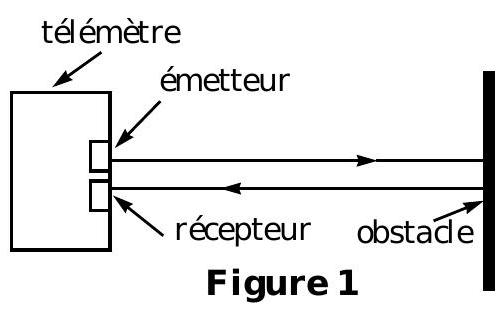 télémètre
émetteur
récepteur
obstacle
Figure 1